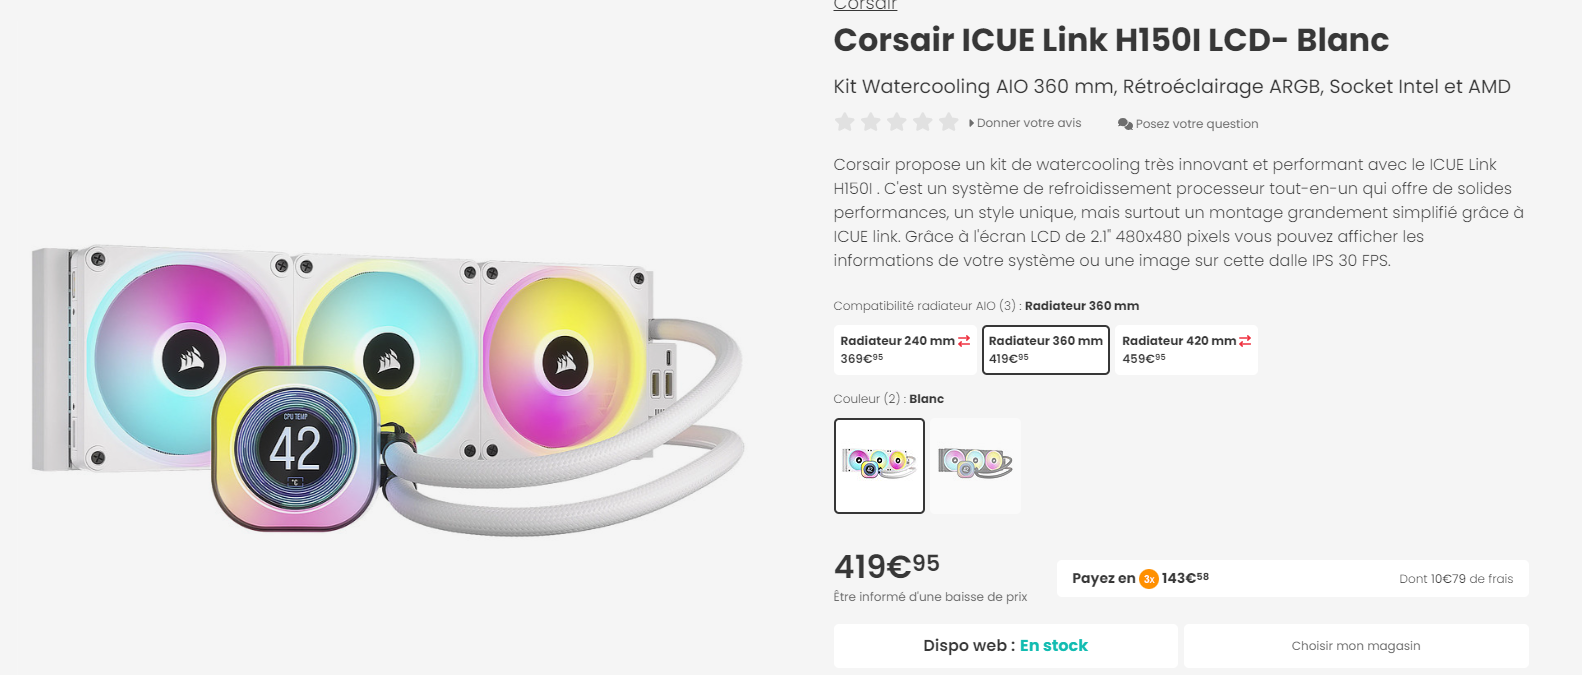 Corsair
Corsair ICUE Link H150I LCD- Blanc
Kit Watercooling AIO 360 mm, Rétroéclairage ARGB, Socket Intel et AMD
Donner votre avis
Posez votre question
Corsair propose un kit de watercooling très innovant et performant avec le ICUE Link
H150I . C'est un système de refroidissement processeur tout-en-un qui offre de solides
performances, un style unique, mais surtout un montage grandement simplifié grâce à
ICUE link. Grâce à l'écran LCD de 2.1" 480x480 pixels vous pouvez afficher les
informations de votre système ou une image sur cette dalle IPS 30 FPS.
Compatibilité radiateur AIO (3) : Radiateur 360 mm
Radiateur 240 mm
369€95
Radiateur 360 mm
419€95
Radiateur 420 mm
459€95
Couleur (2) : Blanc
419€95
Être informé d'une baisse de prix
Payez en 3x 143€58
Dont 10€79 de frais
Dispo web : En stock
Choisir mon magasin
CPU TEMP
42
°C